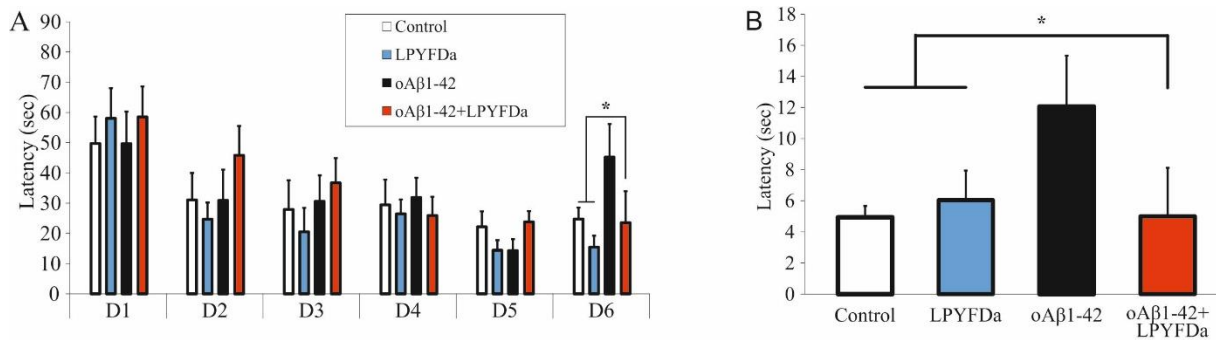 A
Latency (sec)
90
80
70
60
50
40
30
20
10
0
Control
LPYFDa
oAβ1-42
oAβ1-42+LPYFDa
*
D1 D2 D3 D4 D5 D6
B
Latency (sec)
18
16
14
12
10
8
6
4
2
0
*
Control LPYFDa oAβ1-42 oAβ1-42+
LPYFDa